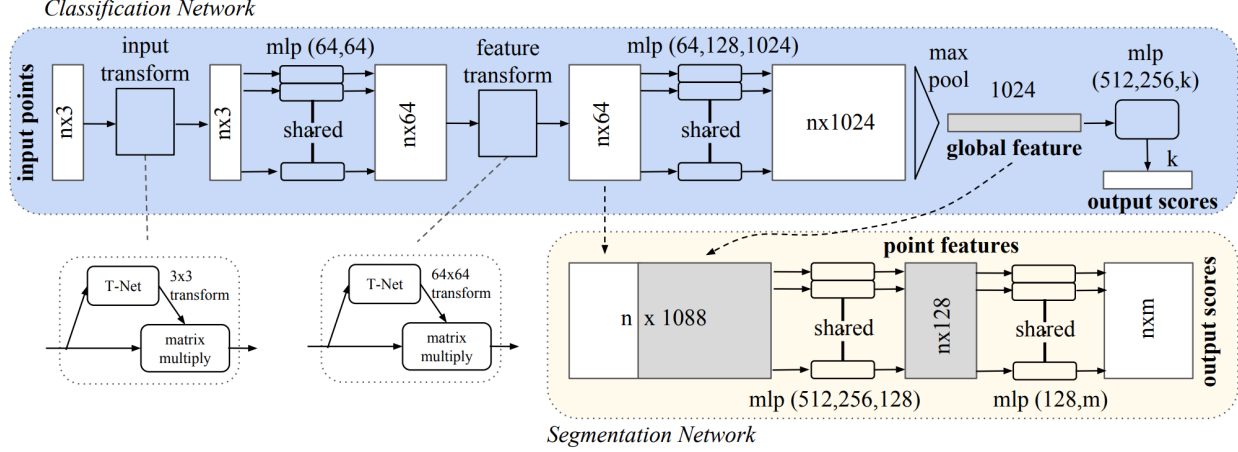 Classification Network
input points
nx3
input
transform
nx3
mlp (64,64)
shared
nx64
feature
transform
nx64
mlp (64,128,1024)
shared
nx1024
max
pool
1024
global feature
mlp
(512,256,k)
k
output scores
T-Net
3x3
transform
matrix
multiply
T-Net
64x64
transform
matrix
multiply
point features
n x 1088
shared
mlp (512,256,128)
nx128
shared
mlp (128,m)
nxm
output scores
Segmentation Network